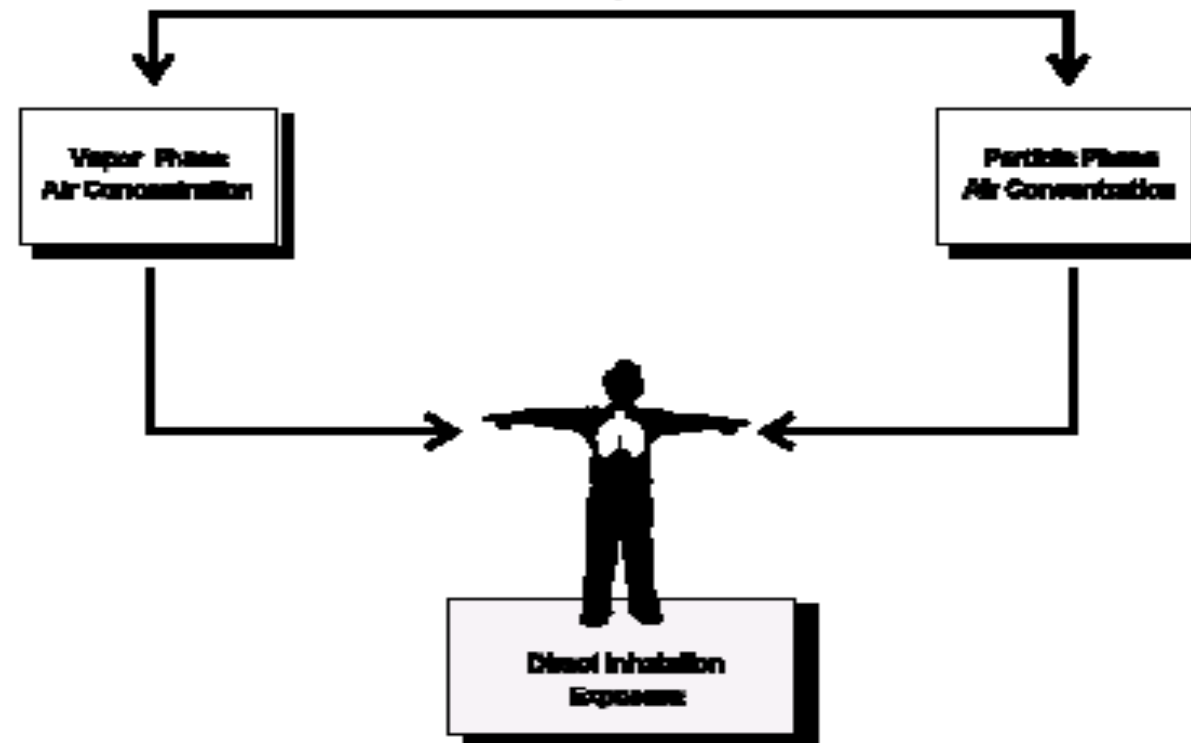 Vapor Phase
Air Concentration
Particle Phase
Air Concentration
Direct Inhalation
Exposure